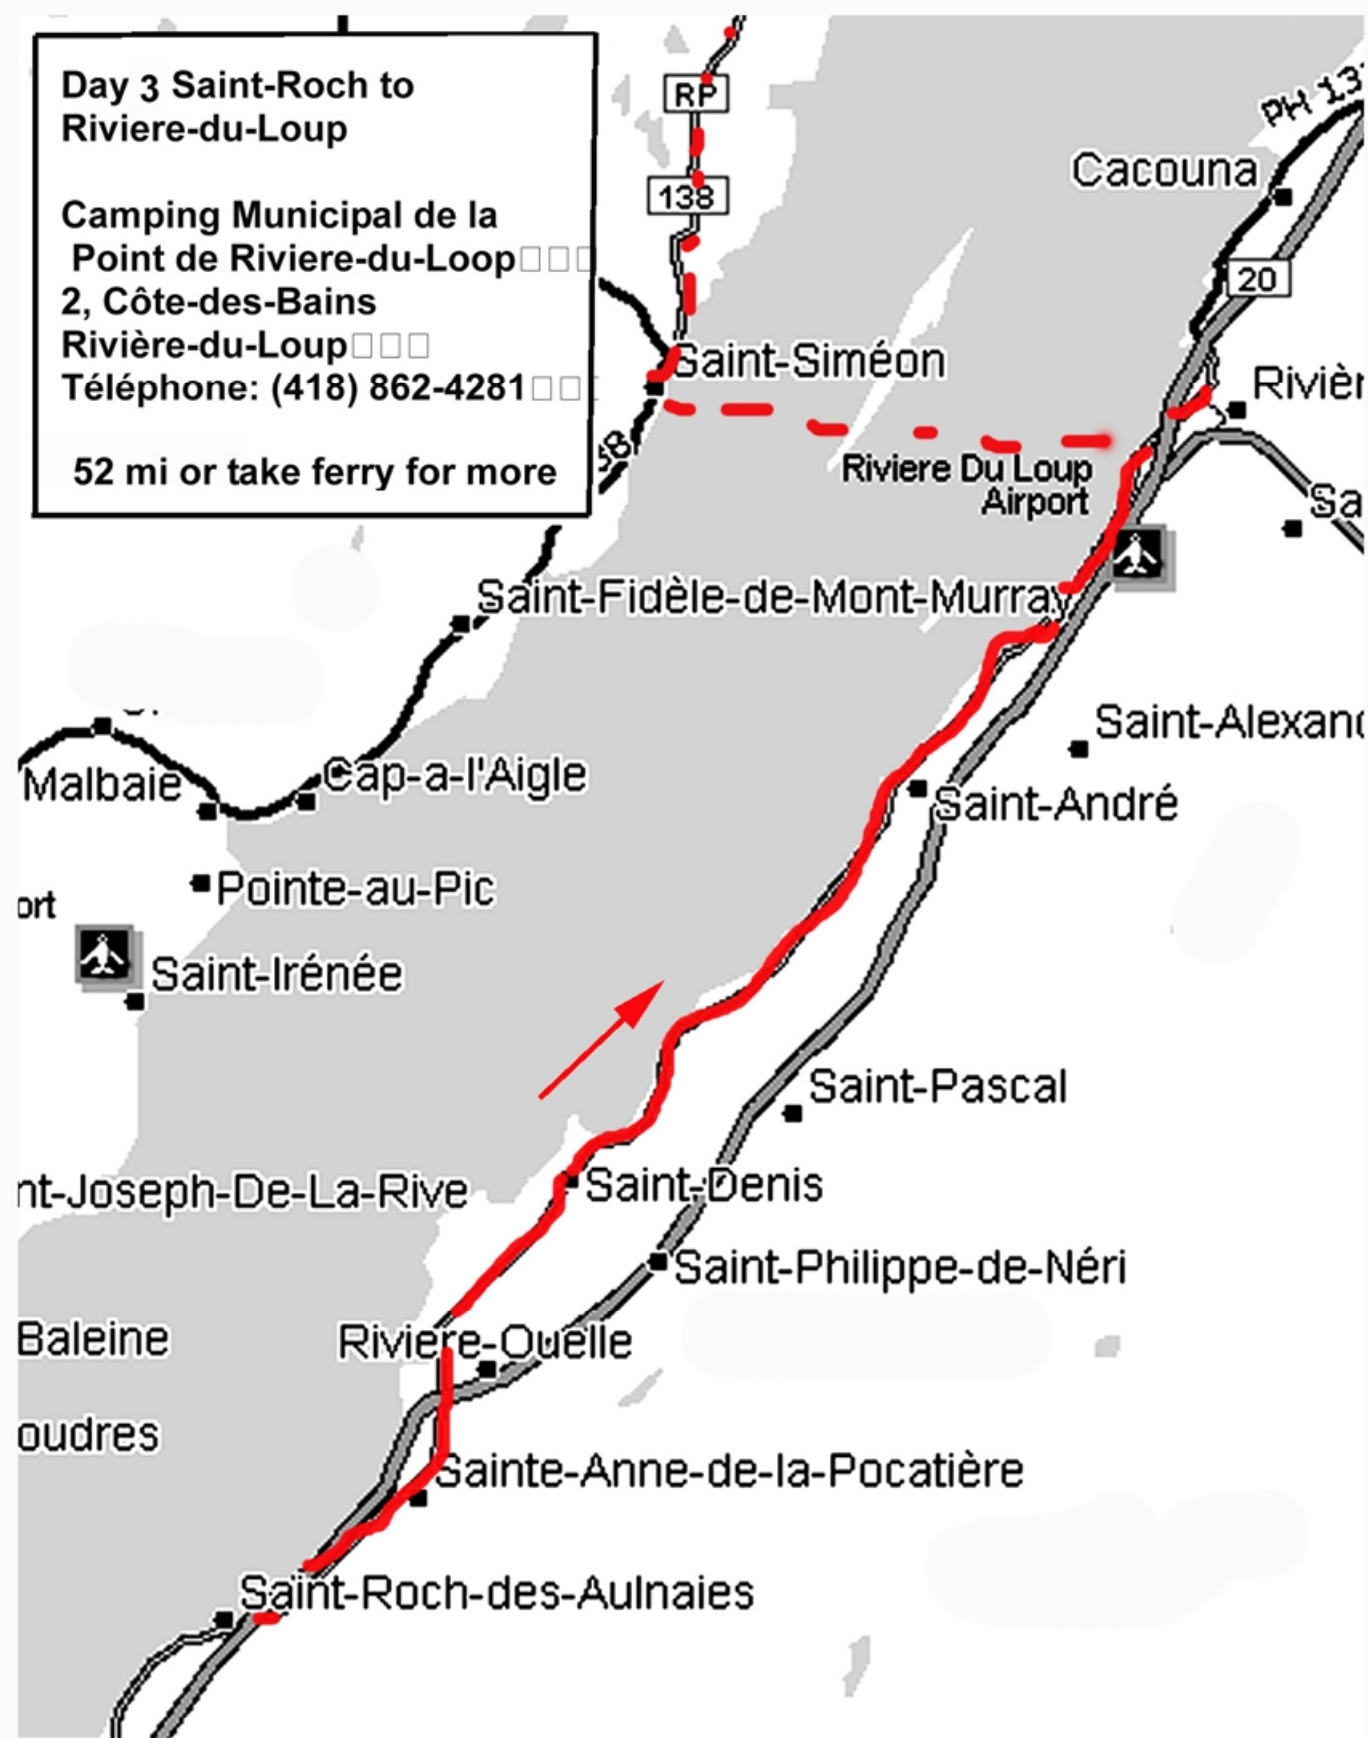 Day 3 Saint-Roch to
Riviere-du-Loup
Camping Municipal de la
Point de Riviere-du-Loop
2, Côte-des-Bains
Rivière-du-Loup
Téléphone: (418) 862-4281
52 mi or take ferry for more
RP
138
PH 13
Cacouna
20
Saint-Siméon
Rivièr
Riviere Du Loup
Airport
Sa
Saint-Fidèle-de-Mont-Murray
Saint-Alexand
Malbaie
Cap-a-l'Aigle
Saint-André
Pointe-au-Pic
ort
Saint-Irénée
Saint-Pascal
nt-Joseph-De-La-Rive
Saint-Denis
Saint-Philippe-de-Néri
Baleine
Riviere-Ouelle
oudres
Sainte-Anne-de-la-Pocatière
Saint-Roch-des-Aulnaies